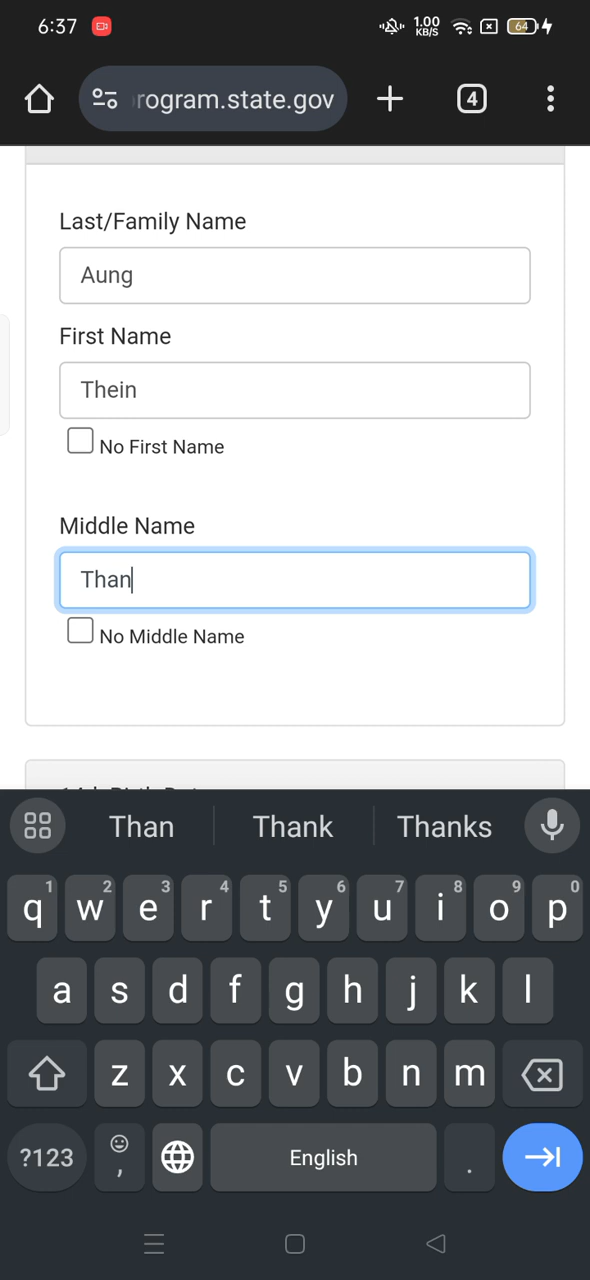 6:37
1.00
KB/S
64
rogram.state.gov
4
Last/Family Name
Aung
First Name
Thein
No First Name
Middle Name
Than
No Middle Name
Than Thank Thanks
1 2 3 4 5 6 7 8 9 0
q w e r t y u i o p
a s d f g h j k l
z x c v b n m
?123 , English .